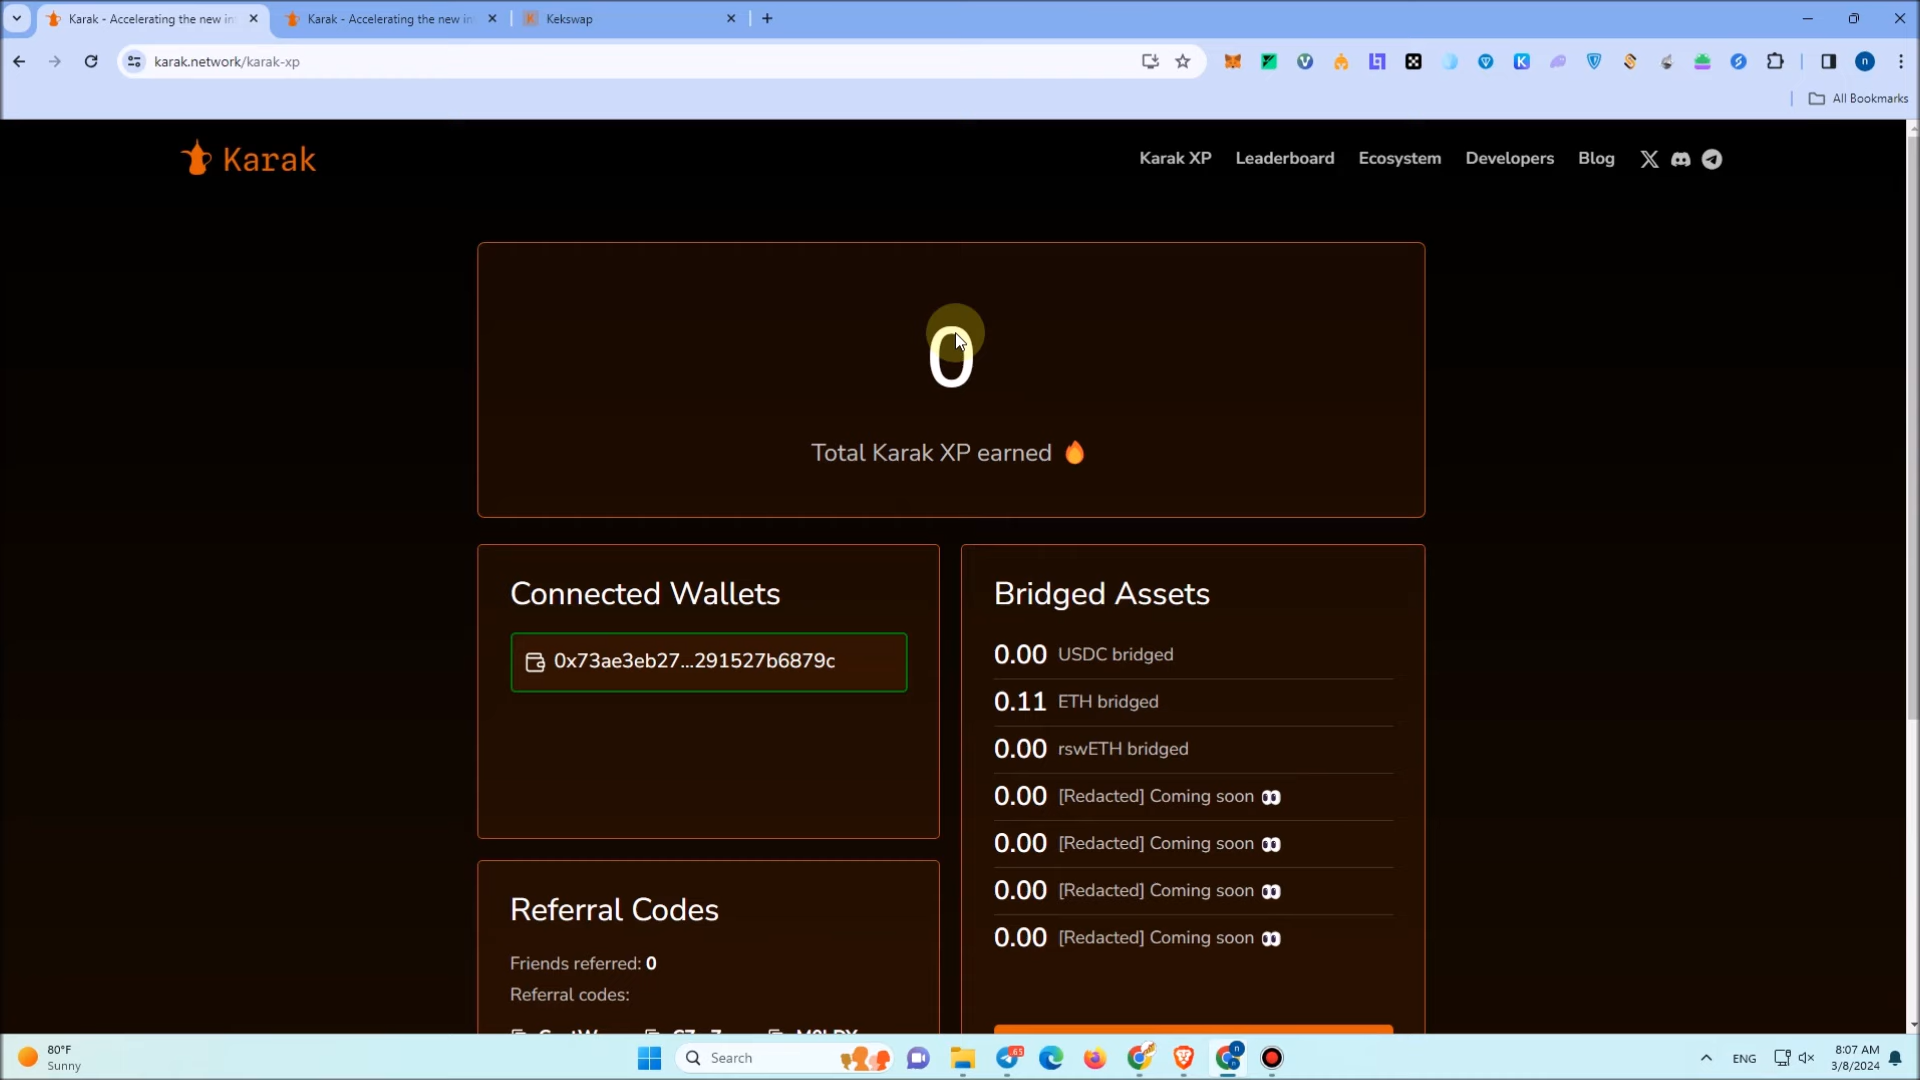 Karak - Accelerating the new in
Karak - Accelerating the new in
Kekswap
karak.network/karak-xp
All Bookmarks
Karak
Karak XP
Leaderboard
Ecosystem
Developers
Blog
0
Total Karak XP earned
Connected Wallets
0x73ae3eb27...291527b6879c
Bridged Assets
0.00 USDC bridged
0.11 ETH bridged
0.00 rswETH bridged
0.00 [Redacted] Coming soon
0.00 [Redacted] Coming soon
0.00 [Redacted] Coming soon
0.00 [Redacted] Coming soon
Referral Codes
Friends referred: 0
Referral codes:
80°F
Sunny
Search
ENG
8:07 AM
3/8/2024